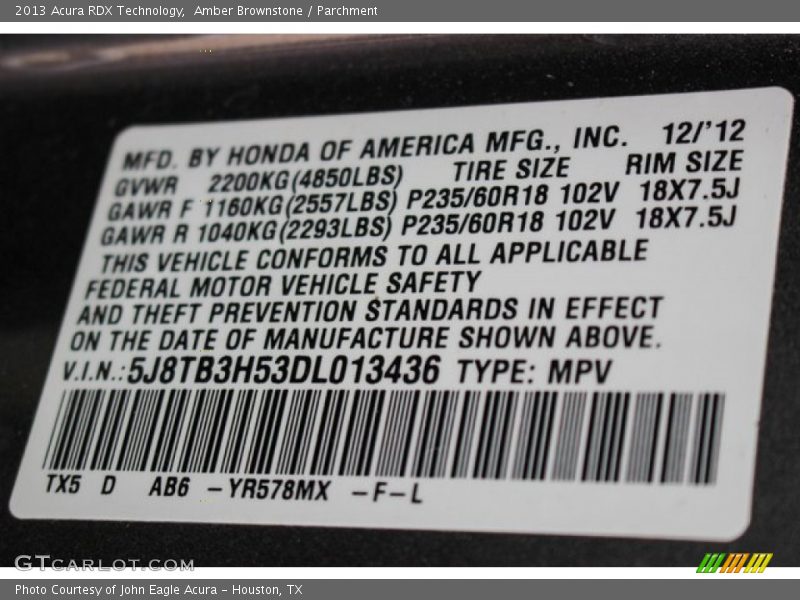 2013 Acura RDX Technology,  Amber Brownstone / Parchment
MFD. BY HONDA OF AMERICA MFG., INC. 12/'12
GVWR 2200KG(4850LBS) TIRE SIZE RIM SIZE
GAWR F 1160KG(2557LBS) P235/60R18 102V 18X7.5J
GAWR R 1040KG(2293LBS) P235/60R18 102V 18X7.5J
THIS VEHICLE CONFORMS TO ALL APPLICABLE
FEDERAL MOTOR VEHICLE SAFETY
AND THEFT PREVENTION STANDARDS IN EFFECT
ON THE DATE OF MANUFACTURE SHOWN ABOVE.
V.I.N.:5J8TB3H53DL013436 TYPE: MPV
TX5 D AB6 -YR578MX -F-L
GTCARLOT.COM
Photo Courtesy of John Eagle Acura - Houston, TX